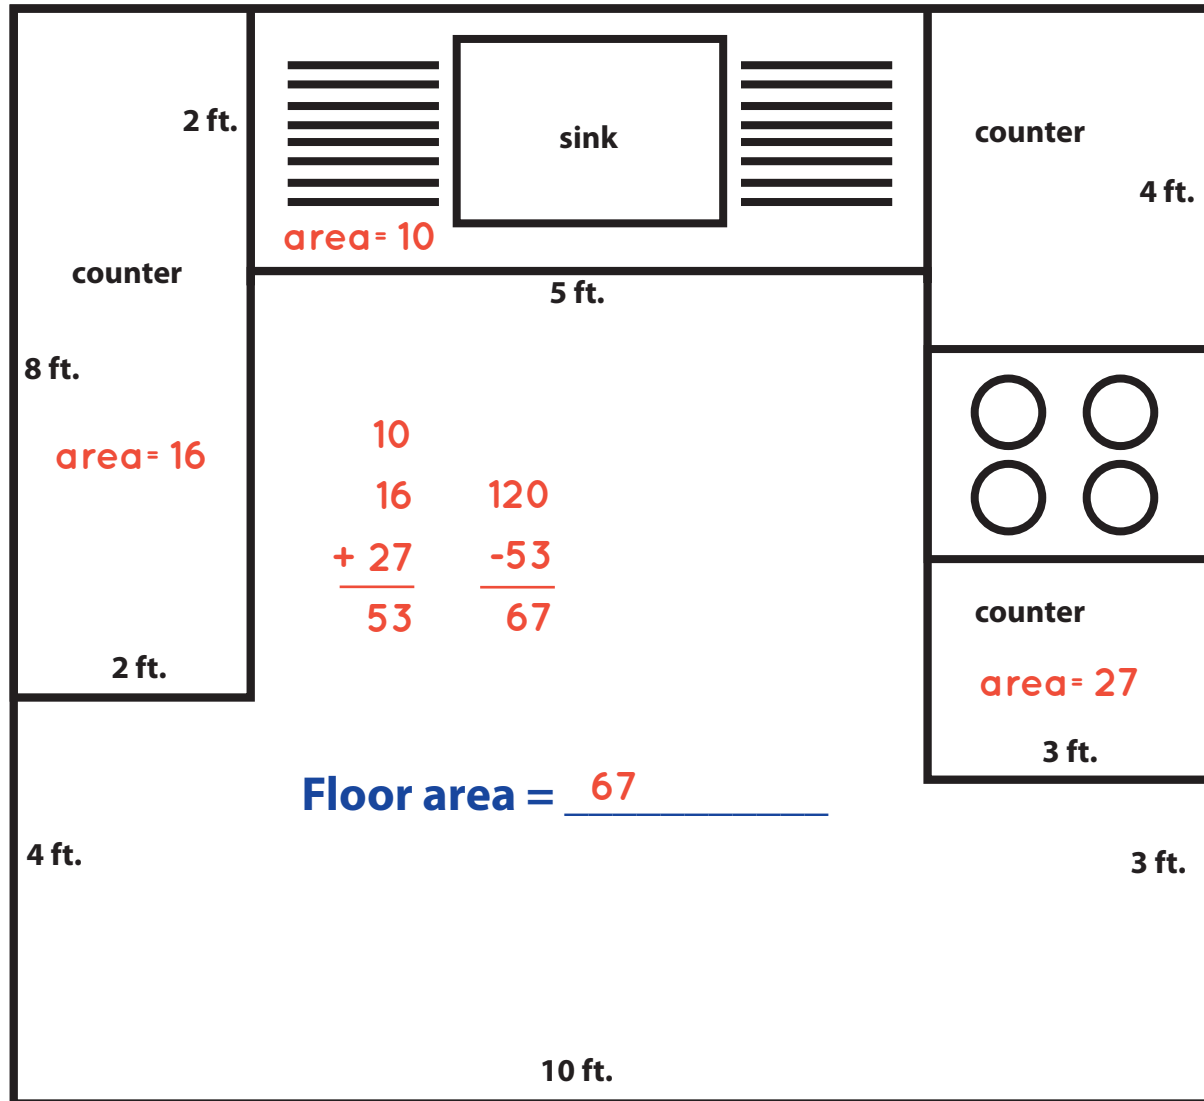 2 ft.
sink
counter
4 ft.
area= 10
counter
5 ft.
8 ft.
area= 16
10
16
+ 27
53
120
-53
67
counter
area= 27
2 ft.
3 ft.
Floor area = 67
4 ft.
3 ft.
10 ft.